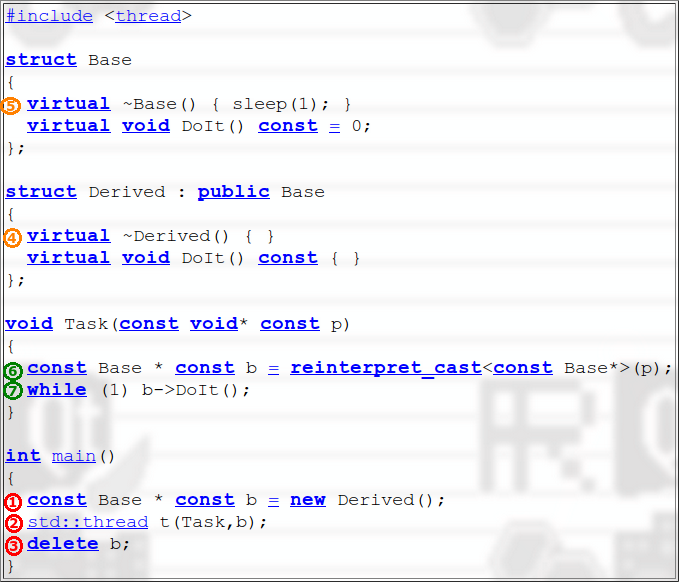 #include <thread>
struct Base
{
⑤ virtual ~Base() { sleep(1); }
virtual void DoIt() const = 0;
};
struct Derived : public Base
{
④ virtual ~Derived() { }
virtual void DoIt() const { }
};
void Task(const void* const p)
{
⑥ const Base * const b = reinterpret_cast<const Base*>(p);
⑦ while (1) b->DoIt();
}
int main()
{
① const Base * const b = new Derived();
② std::thread t(Task,b);
③ delete b;
}